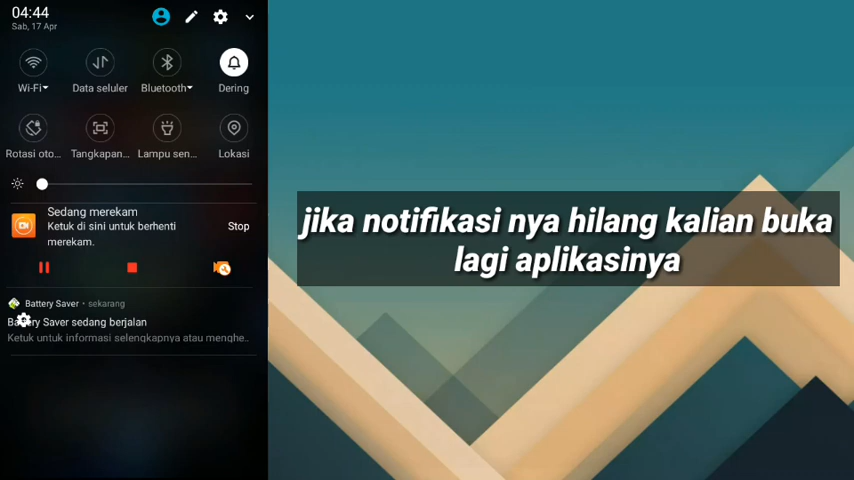 04:44
Sab, 17 Apr
Wi-Fi
Data seluler
Bluetooth
Dering
Rotasi oto...
Tangkapan...
Lampu sen...
Lokasi
Sedang merekam
Ketuk di sini untuk berhenti
merekam.
Stop
Battery Saver • sekarang
Battery Saver sedang berjalan
Ketuk untuk informasi selengkapnya atau menghe..
jika notifikasi nya hilang kalian buka
lagi aplikasinya